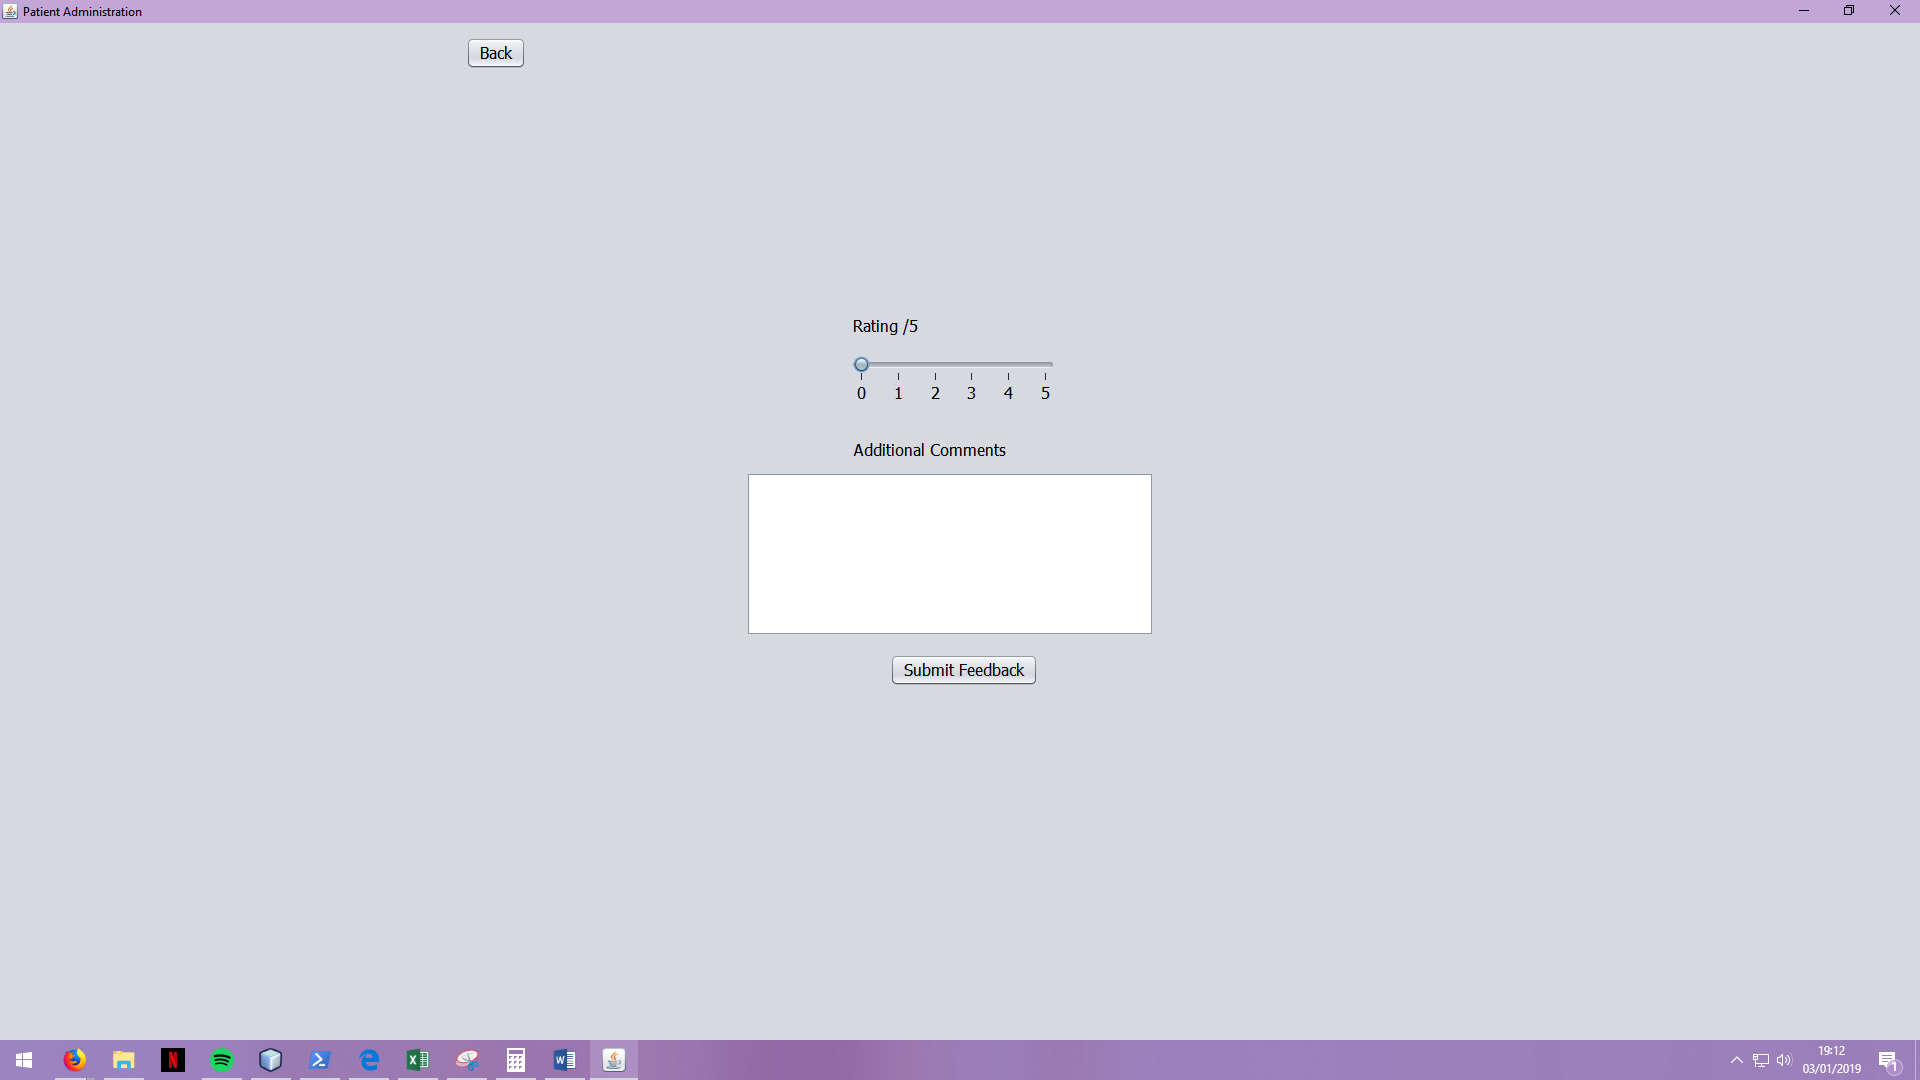 Patient Administration
Back
Rating /5
0 1 2 3 4 5
Additional Comments
Submit Feedback
19:12
03/01/2019
1